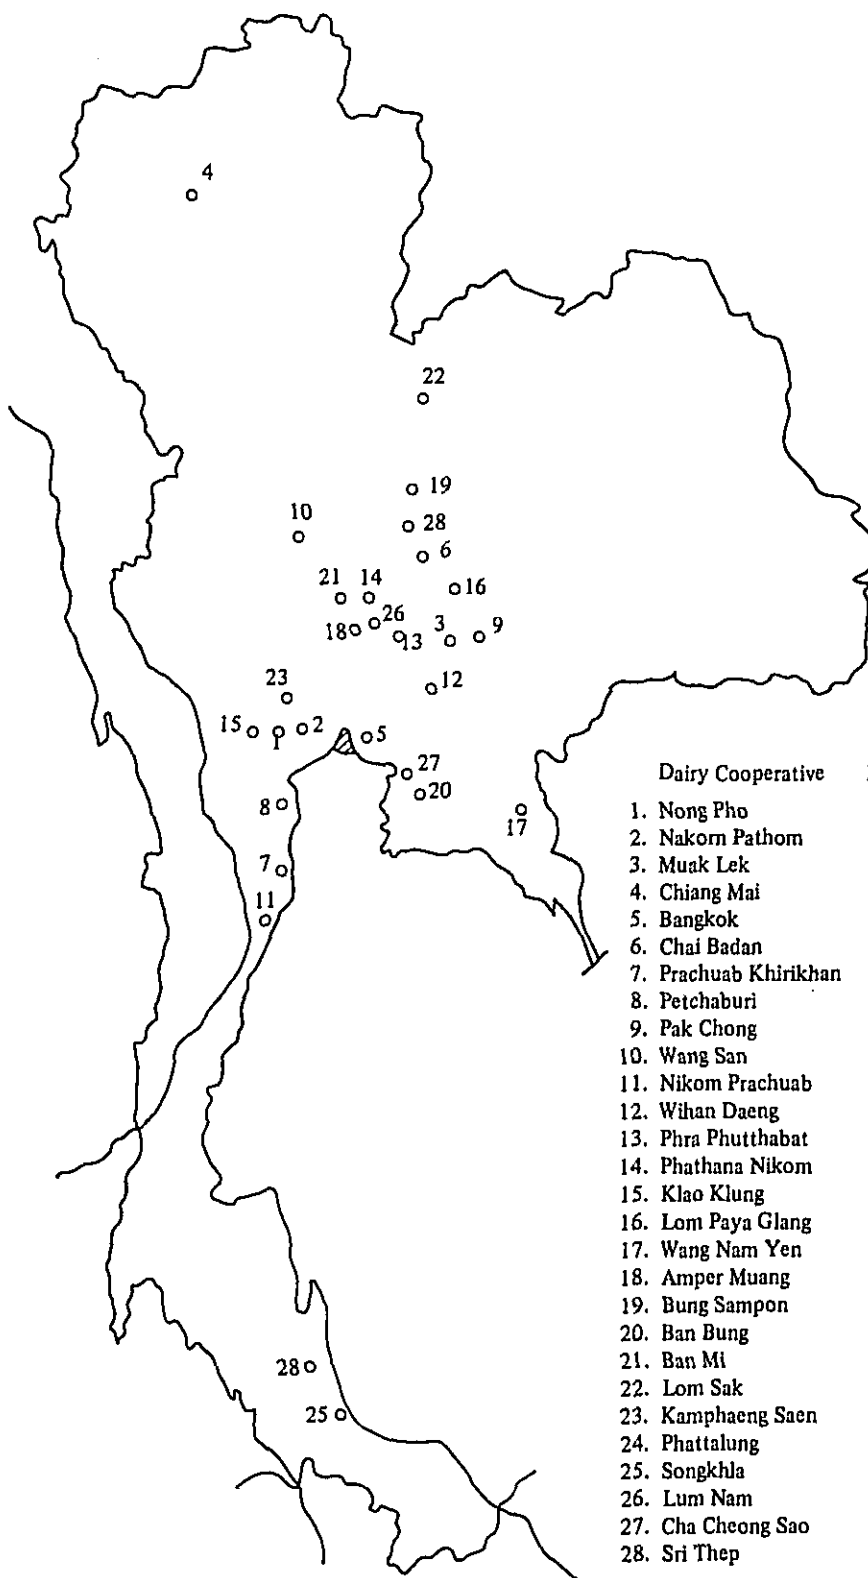 4
22
19
10
28
6
21 14
16
26
18
13
3
9
12
23
15
1
2
5
27
20
8
17
7
11
28
25
Dairy Cooperative
1. Nong Pho
2. Nakorn Pathom
3. Muak Lek
4. Chiang Mai
5. Bangkok
6. Chai Badan
7. Prachuab Khirikhan
8. Petchaburi
9. Pak Chong
10. Wang San
11. Nikom Prachuab
12. Wihan Daeng
13. Phra Phutthabat
14. Phathana Nikom
15. Klao Klung
16. Lom Paya Glang
17. Wang Nam Yen
18. Amper Muang
19. Bung Sampon
20. Ban Bung
21. Ban Mi
22. Lom Sak
23. Kamphaeng Saen
24. Phattalung
25. Songkhla
26. Lum Nam
27. Cha Cheong Sao
28. Sri Thep